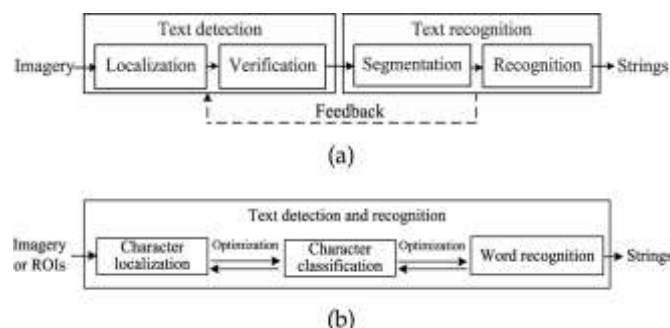 Text detection
Text recognition
Imagery
Localization
Verification
Segmentation
Recognition
Strings
Feedback
(a)
Text detection and recognition
Imagery
or ROIs
Character
localization
Optimization
Character
classification
Optimization
Word recognition
Strings
(b)